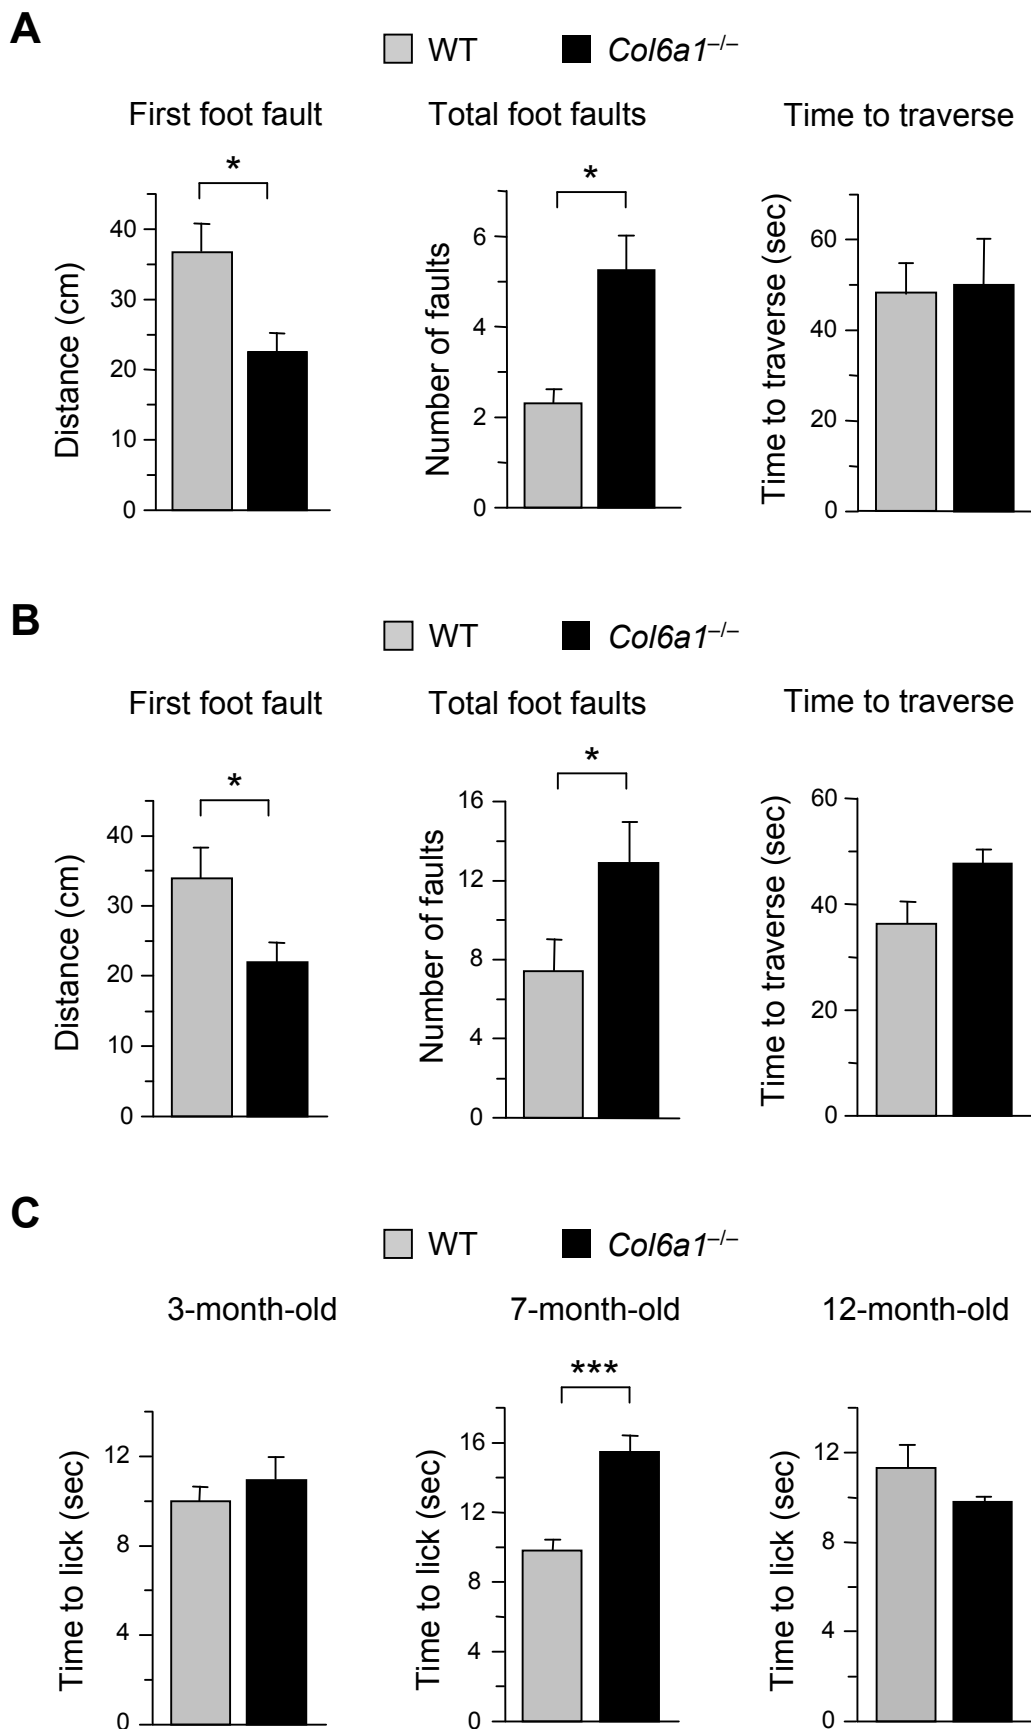 A
WT Col6a1–/–
First foot fault Total foot faults Time to traverse
* *
Distance (cm)
40
30
20
10
0
Number of faults
6
4
2
0
Time to traverse (sec)
60
40
20
0
B
WT Col6a1–/–
First foot fault Total foot faults Time to traverse
* *
Distance (cm)
40
30
20
10
0
Number of faults
16
12
8
4
0
Time to traverse (sec)
60
40
20
0
C
WT Col6a1–/–
3-month-old 7-month-old 12-month-old
***
Time to lick (sec)
12
8
4
0
Time to lick (sec)
16
12
8
4
0
Time to lick (sec)
12
8
4
0